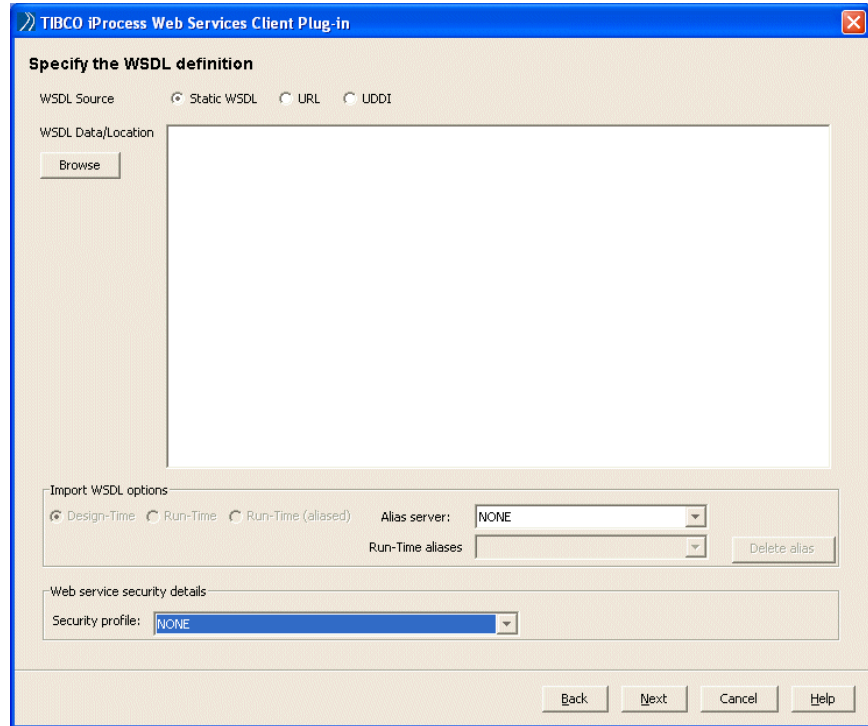 TIBCO iProcess Web Services Client Plug-in
Specify the WSDL definition
WSDL Source Static WSDL URL UDDI
WSDL Data/Location
Browse
Import WSDL options
Design-Time Run-Time Run-Time (aliased) Alias server: NONE
Run-Time aliases Delete alias
Web service security details
Security profile: NONE
Back Next Cancel Help